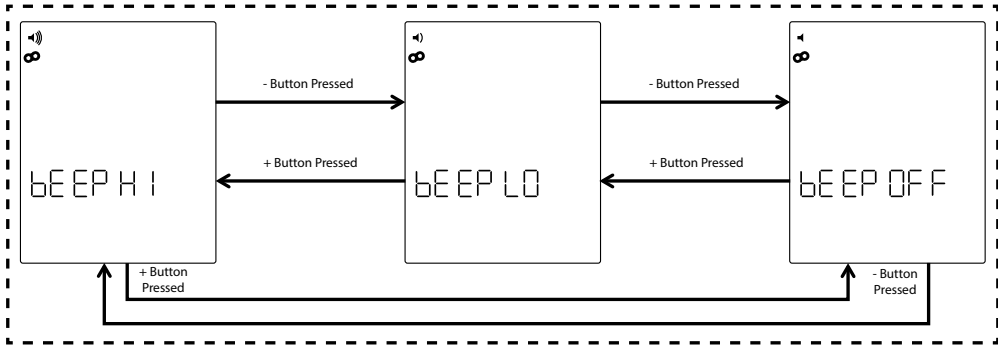 - Button Pressed
- Button Pressed
+ Button Pressed
+ Button Pressed
bEEP HI
bEEP LO
bEEP OFF
+ Button
Pressed
- Button
Pressed